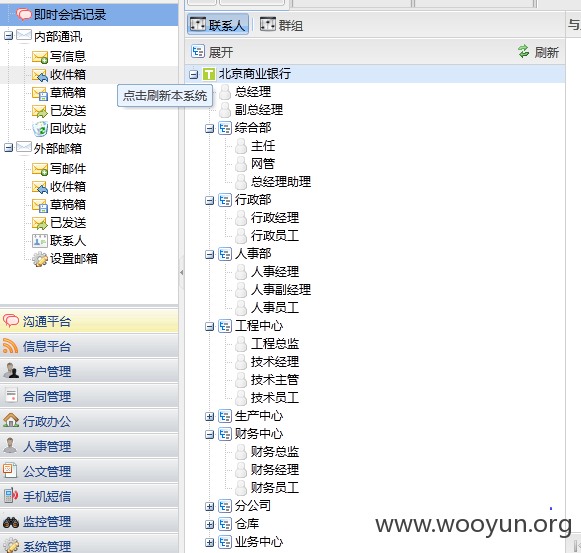 即时会话记录
内部通讯
写信息
收件箱
草稿箱
已发送
回收站
外部邮箱
写邮件
收件箱
草稿箱
已发送
联系人
设置邮箱
沟通平台
信息平台
客户管理
合同管理
行政办公
人事管理
公文管理
手机短信
监控管理
系统管理
点击刷新本系统
联系人 群组
展开 刷新
北京商业银行
总经理
副总经理
综合部
主任
网管
总经理助理
行政部
行政经理
行政员工
人事部
人事经理
人事副经理
人事员工
工程中心
工程总监
技术经理
技术主管
技术员工
生产中心
财务中心
财务总监
财务经理
财务员工
分公司
仓库
业务中心
与
www.wooyun.org